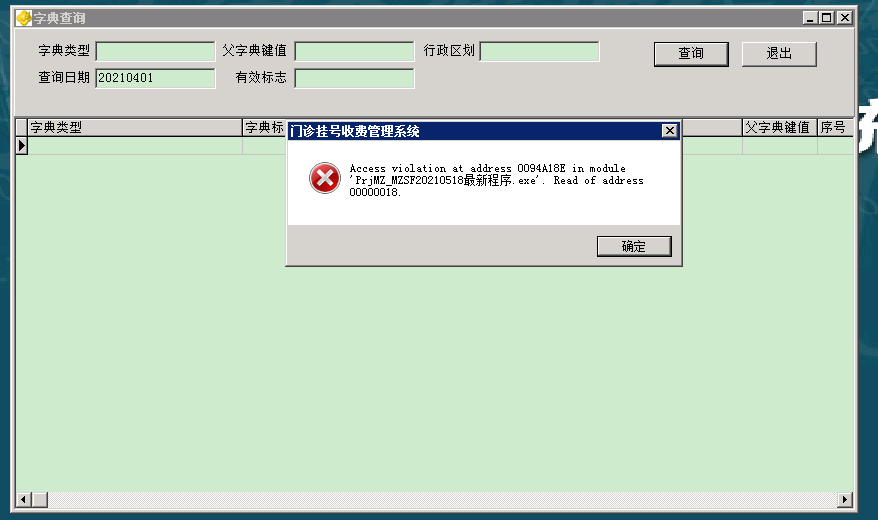 字典查询
字典类型 父字典键值 行政区划 查询 退出
查询日期 20210401 有效标志
字典类型 字典标 父字典键值 序号
门诊挂号收费管理系统
Access violation at address 0094A18E in module
'PrjMZ_MZSF20210518最新程序.exe'. Read of address
00000018.
确定